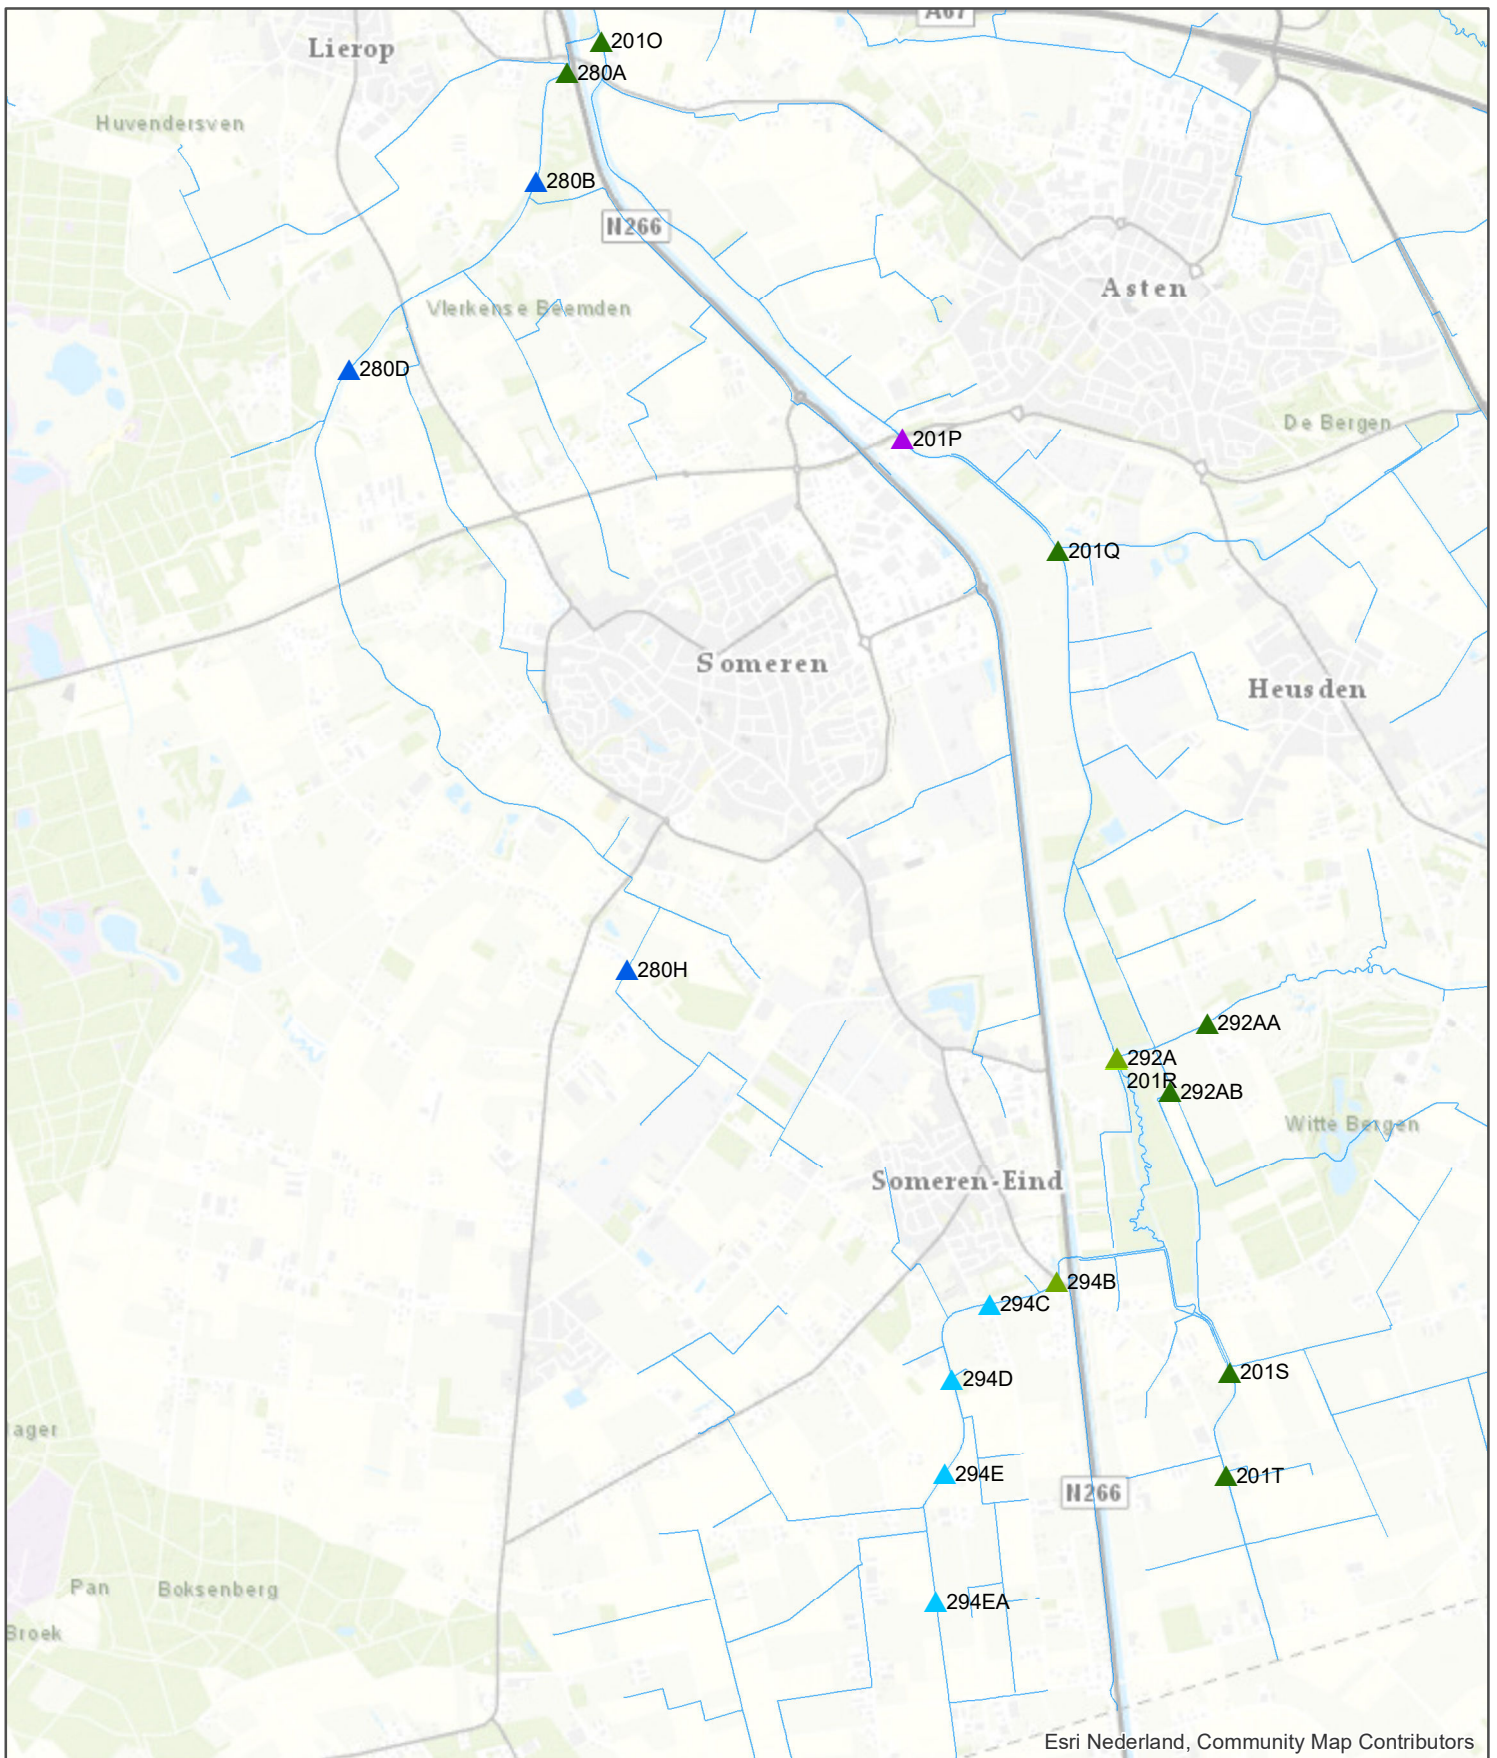 A67
201O
Lierop
280A
Huvendersven
280B
N266
Asten
Vlerkense Beemden
280D
De Bergen
201P
201Q
Someren
Heusden
280H
292AA
292A
201R
292AB
Witte Bergen
Someren-Eind
294B
294C
201S
294D
lager
294E
201T
N266
Pan
Boksenberg
294EA
Broek
Esri Nederland, Community Map Contributors